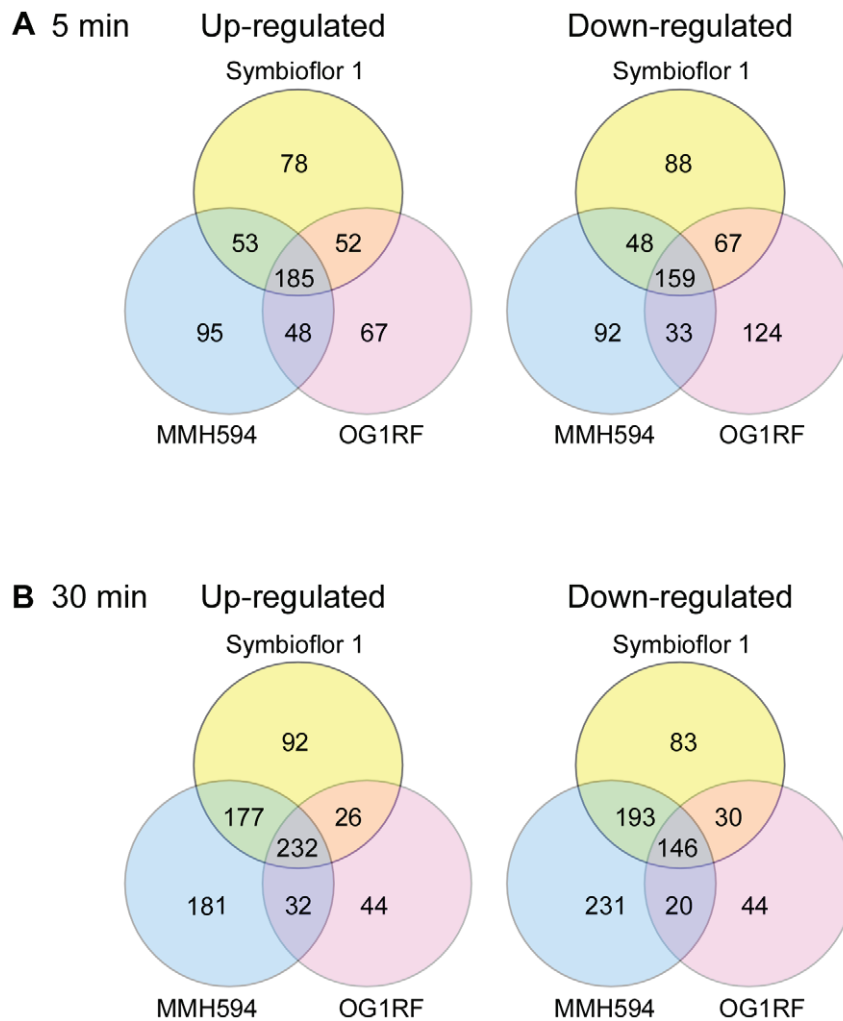 A 5 min Up-regulated Down-regulated
Symbioflor 1 Symbioflor 1
78 88
53 52 48 67
185 159
95 48 67 92 33 124
MMH594 OG1RF MMH594 OG1RF
B 30 min Up-regulated Down-regulated
Symbioflor 1 Symbioflor 1
92 83
177 26 193 30
232 146
181 32 44 231 20 44
MMH594 OG1RF MMH594 OG1RF